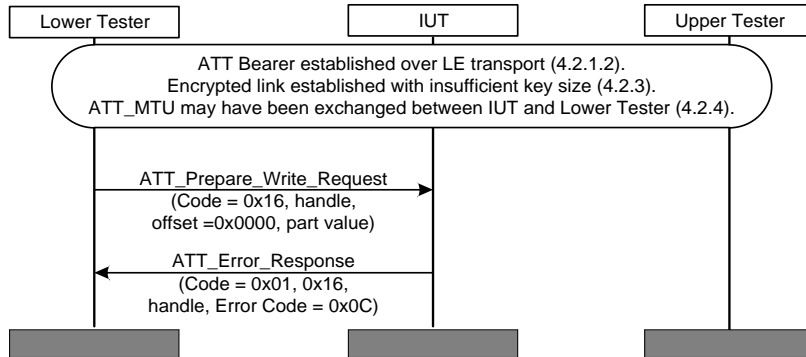 Lower Tester
IUT
Upper Tester
ATT Bearer established over LE transport (4.2.1.2).
Encrypted link established with insufficient key size (4.2.3).
ATT_MTU may have been exchanged between IUT and Lower Tester (4.2.4).
ATT_Prepare_Write_Request
(Code = 0x16, handle,
offset =0x0000, part value)
ATT_Error_Response
(Code = 0x01, 0x16,
handle, Error Code = 0x0C)